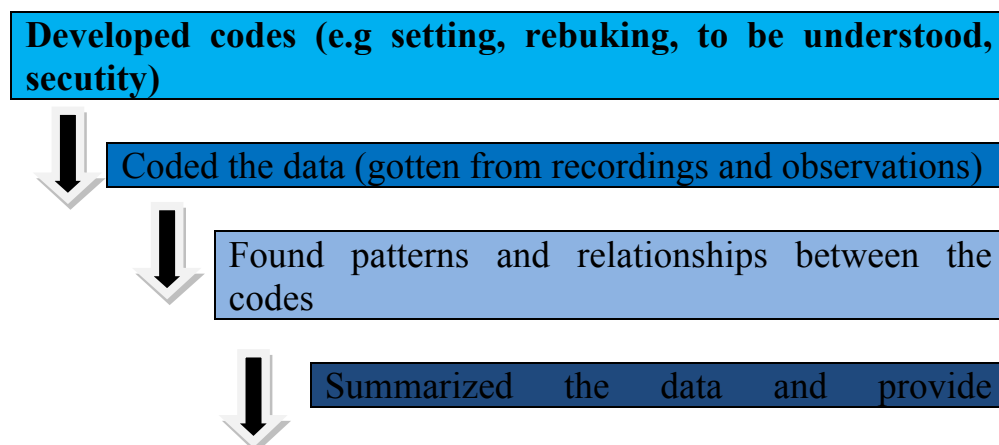 Developed codes (e.g setting, rebuking, to be understood,
secutity)
Coded the data (gotten from recordings and observations)
Found patterns and relationships between the
codes
Summarized the data and provide